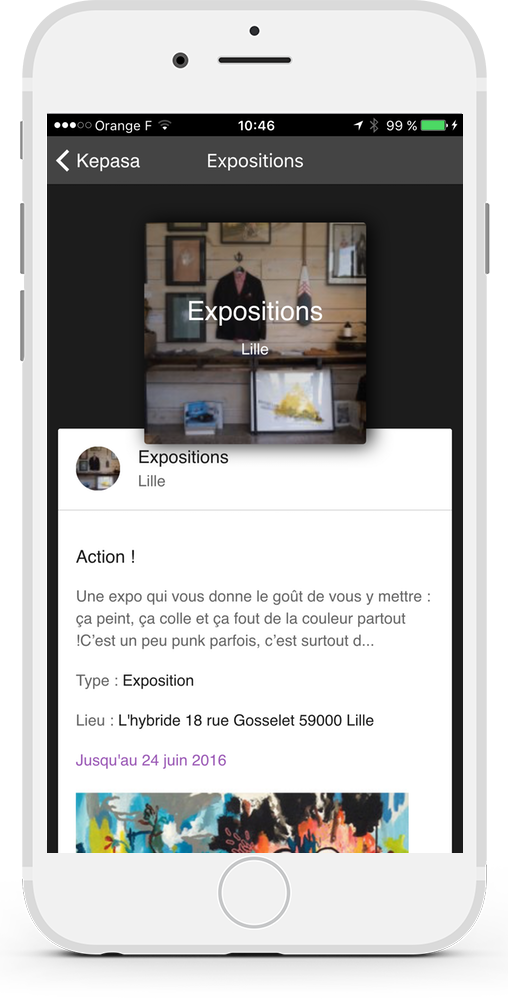 Orange F 10:46 99 %
Kepasa Expositions
Expositions
Lille
Expositions
Lille
Action !
Une expo qui vous donne le goût de vous y mettre :
ça peint, ça colle et ça fout de la couleur partout
!C’est un peu punk parfois, c’est surtout d...
Type : Exposition
Lieu : L'hybride 18 rue Gosselet 59000 Lille
Jusqu'au 24 juin 2016